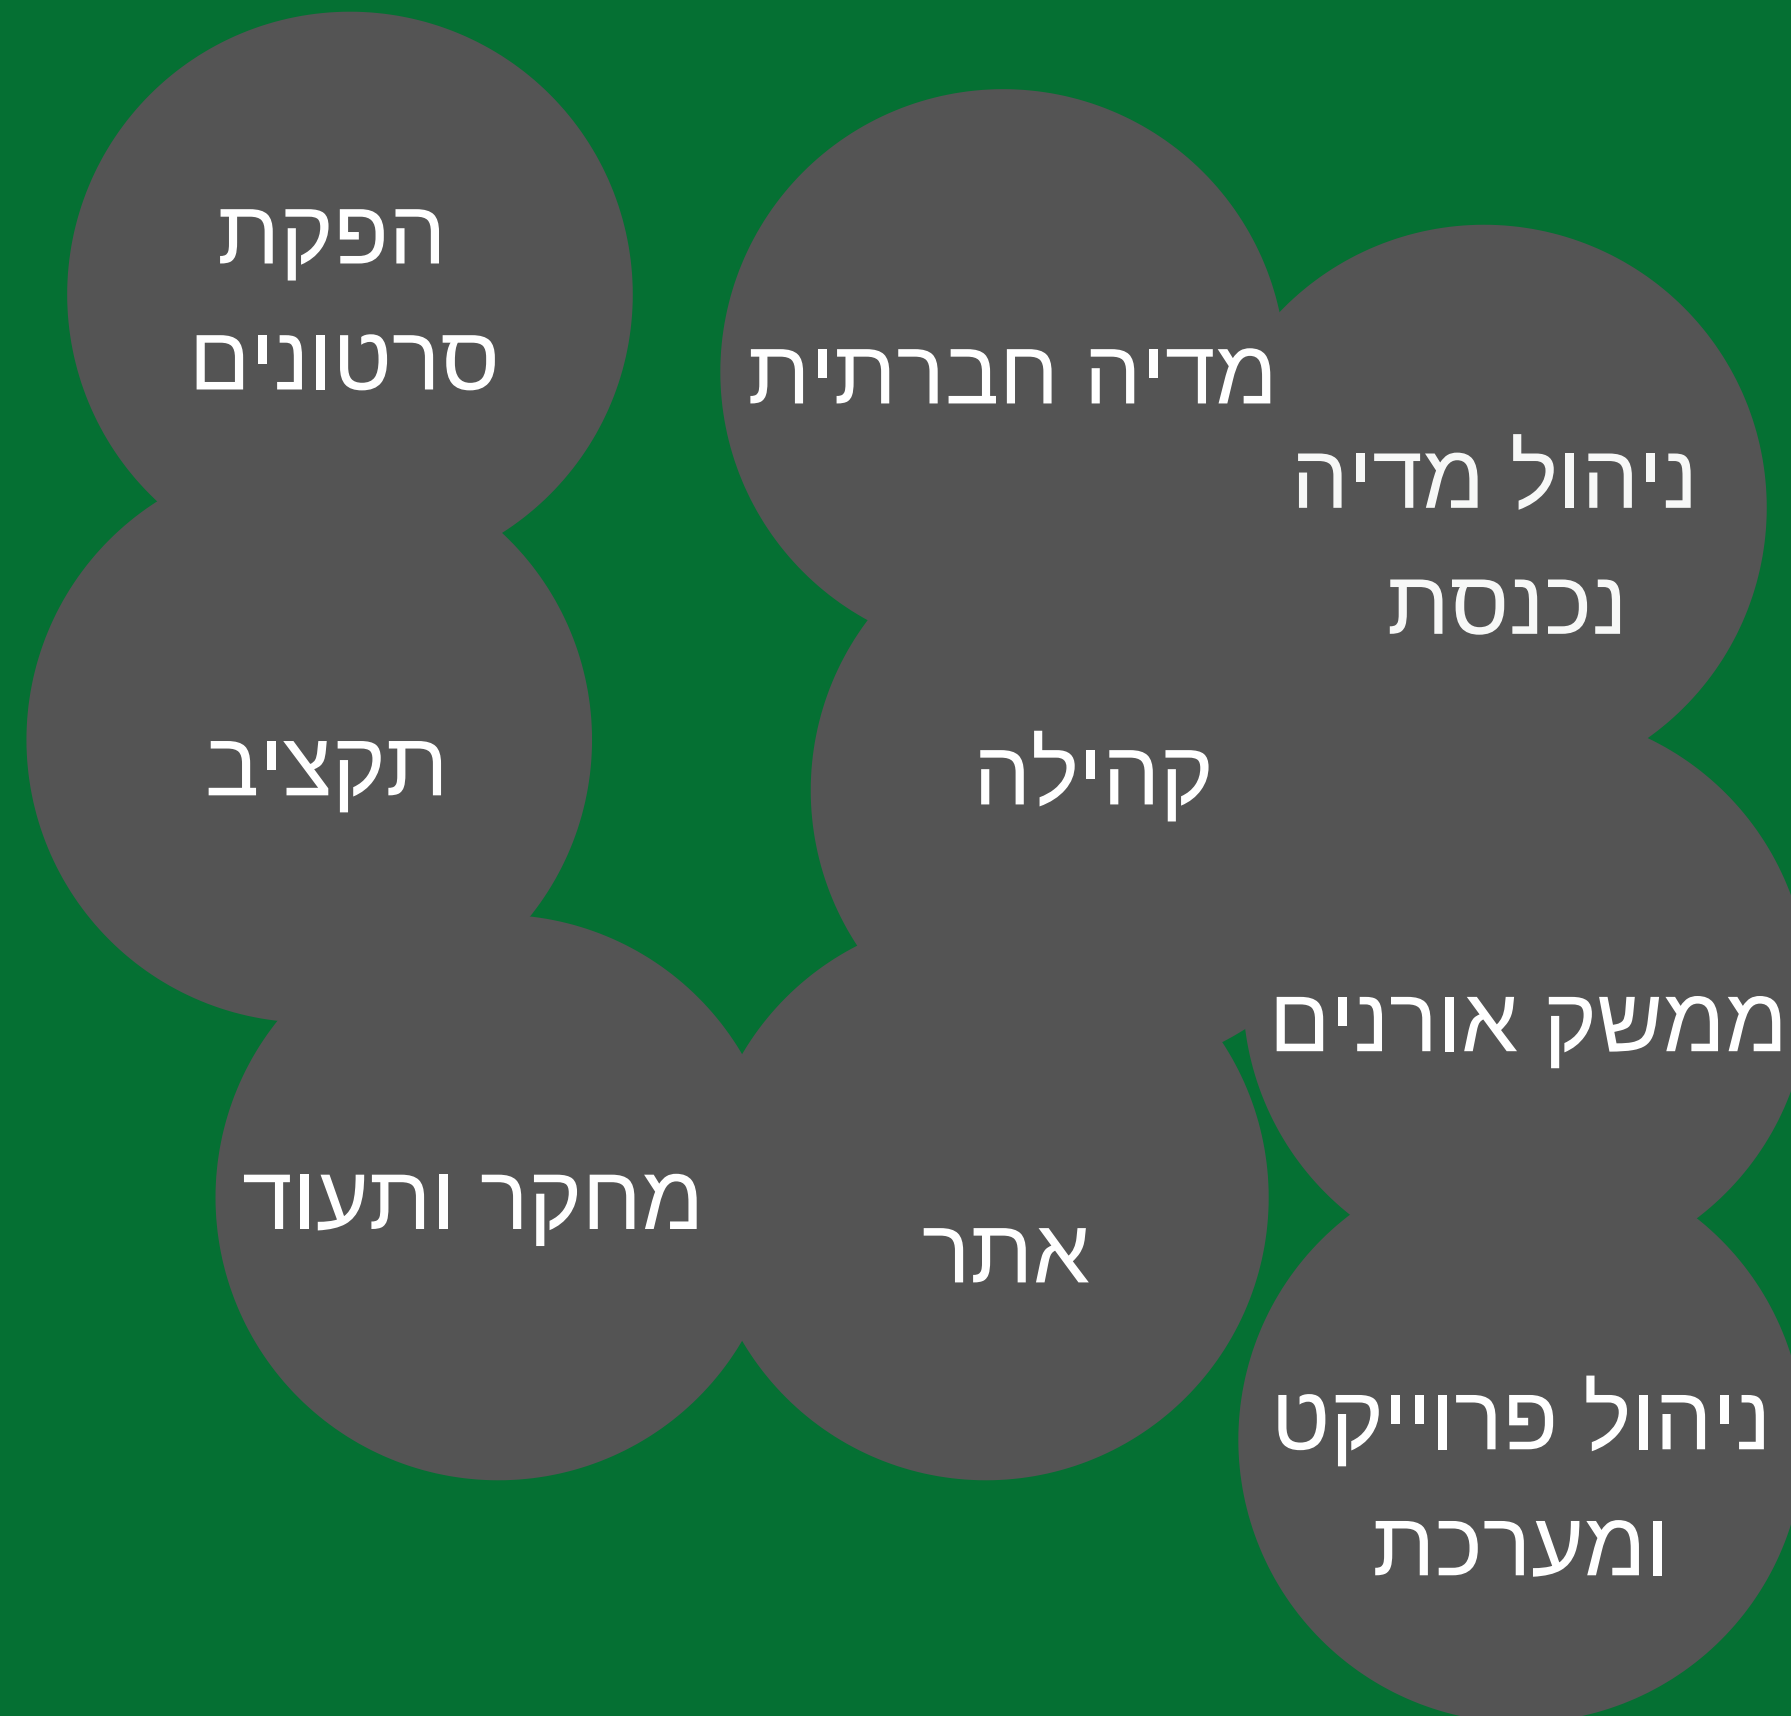 הפקת
סרטונים
מדיה חברתית
ניהול מדיה
נכנסת
תקציב
קהילה
ממשק אורנים
מחקר ותעוד
אתר
ניהול פרוייקט
ומערכת